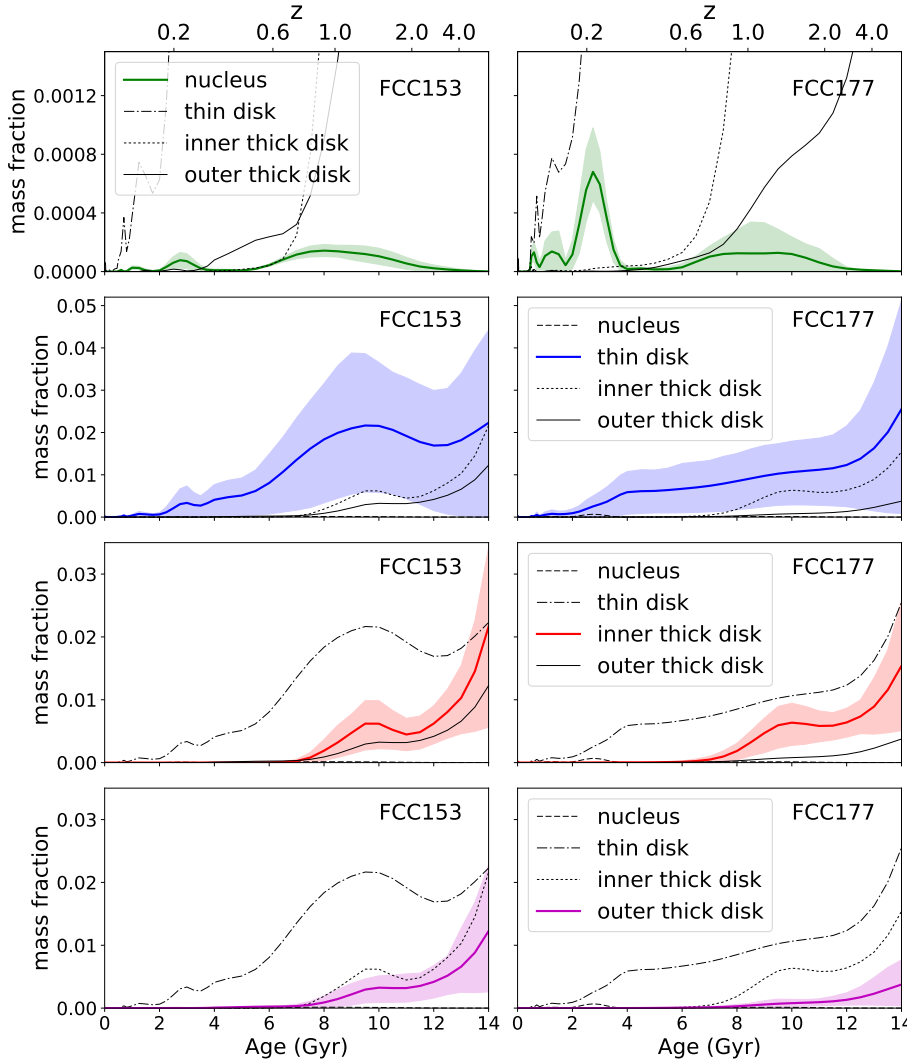 z
z
0.2 0.6 1.0 2.0 4.0
0.2 0.6 1.0 2.0 4.0
mass fraction
0.0012
0.0008
0.0004
0.0000
nucleus
thin disk
inner thick disk
outer thick disk
FCC153
FCC177
mass fraction
0.05
0.04
0.03
0.02
0.01
0.00
FCC153
nucleus
thin disk
inner thick disk
outer thick disk
FCC177
mass fraction
0.03
0.02
0.01
0.00
FCC153
nucleus
thin disk
inner thick disk
outer thick disk
FCC177
mass fraction
0.03
0.02
0.01
0.00
FCC153
nucleus
thin disk
inner thick disk
outer thick disk
FCC177
0 2 4 6 8 10 12 14
0 2 4 6 8 10 12 14
Age (Gyr)
Age (Gyr)